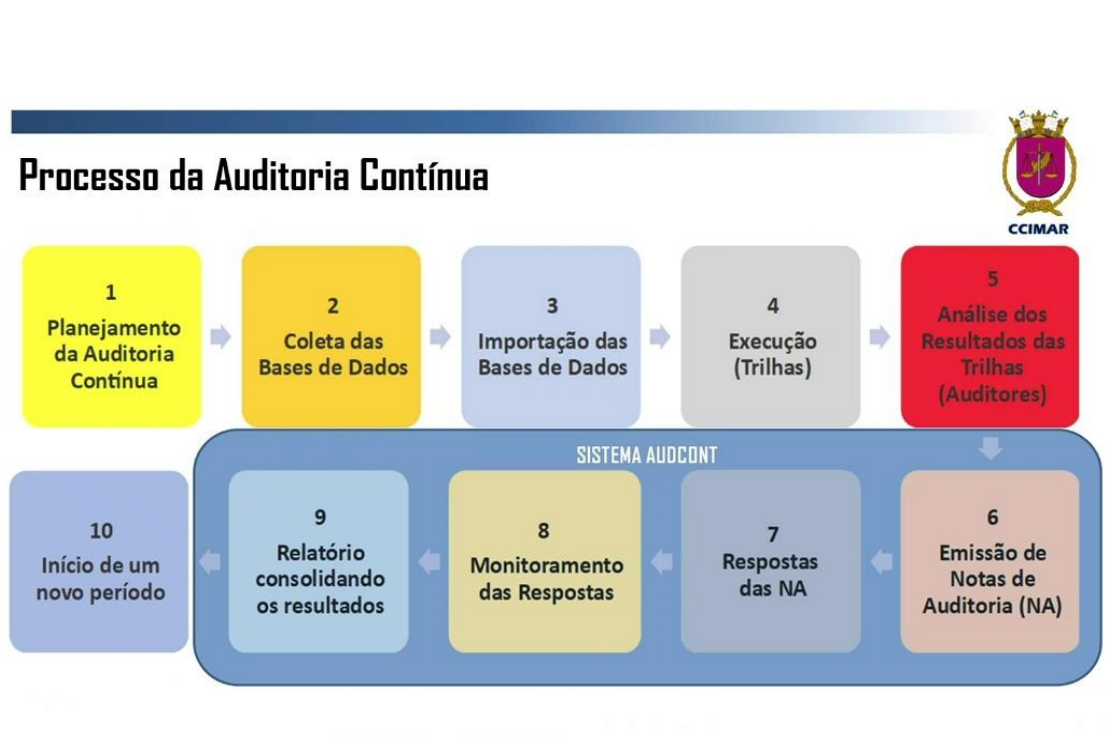 Processo da Auditoria Contínua
CCIMAR
1
Planejamento
da Auditoria
Contínua
2
Coleta das
Bases de Dados
3
Importação das
Bases de Dados
4
Execução
(Trilhas)
5
Análise dos
Resultados das
Trilhas
(Auditores)
SISTEMA AUDCONT
6
Emissão de
Notas de
Auditoria (NA)
7
Respostas
das NA
8
Monitoramento
das Respostas
9
Relatório
consolidando
os resultados
10
Início de um
novo período